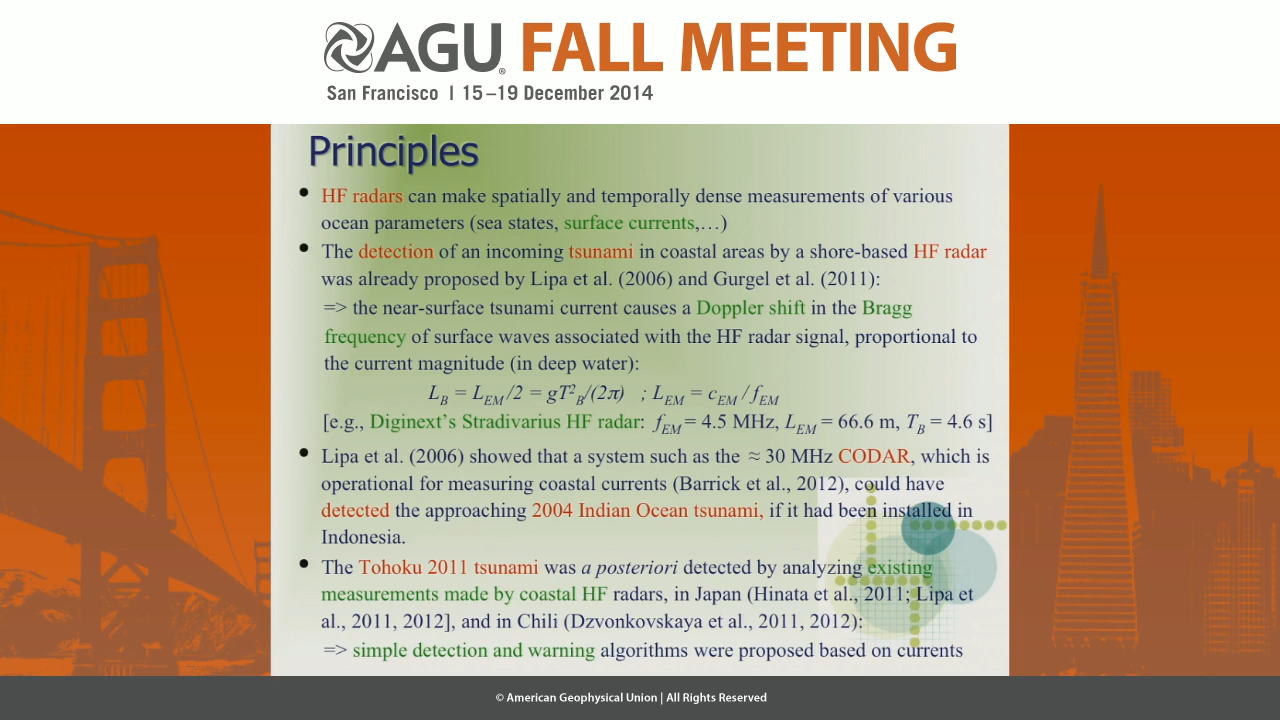 AGU® FALL MEETING
San Francisco | 15–19 December 2014
Principles
• HF radars can make spatially and temporally dense measurements of various
ocean parameters (sea states, surface currents,…)
• The detection of an incoming tsunami in coastal areas by a shore-based HF radar
was already proposed by Lipa et al. (2006) and Gurgel et al. (2011):
=> the near-surface tsunami current causes a Doppler shift in the Bragg
frequency of surface waves associated with the HF radar signal, proportional to
the current magnitude (in deep water):
L_B = L_EM/2 = gT²_B/(2π) ; L_EM = c_EM / f_EM
[e.g., Diginext's Stradivarius HF radar: f_EM = 4.5 MHz, L_EM = 66.6 m, T_B = 4.6 s]
• Lipa et al. (2006) showed that a system such as the ≈ 30 MHz CODAR, which is
operational for measuring coastal currents (Barrick et al., 2012), could have
detected the approaching 2004 Indian Ocean tsunami, if it had been installed in
Indonesia.
• The Tohoku 2011 tsunami was a posteriori detected by analyzing existing
measurements made by coastal HF radars, in Japan (Hinata et al., 2011; Lipa et
al., 2011, 2012], and in Chili (Dzvonkovskaya et al., 2011, 2012):
=> simple detection and warning algorithms were proposed based on currents
© American Geophysical Union | All Rights Reserved